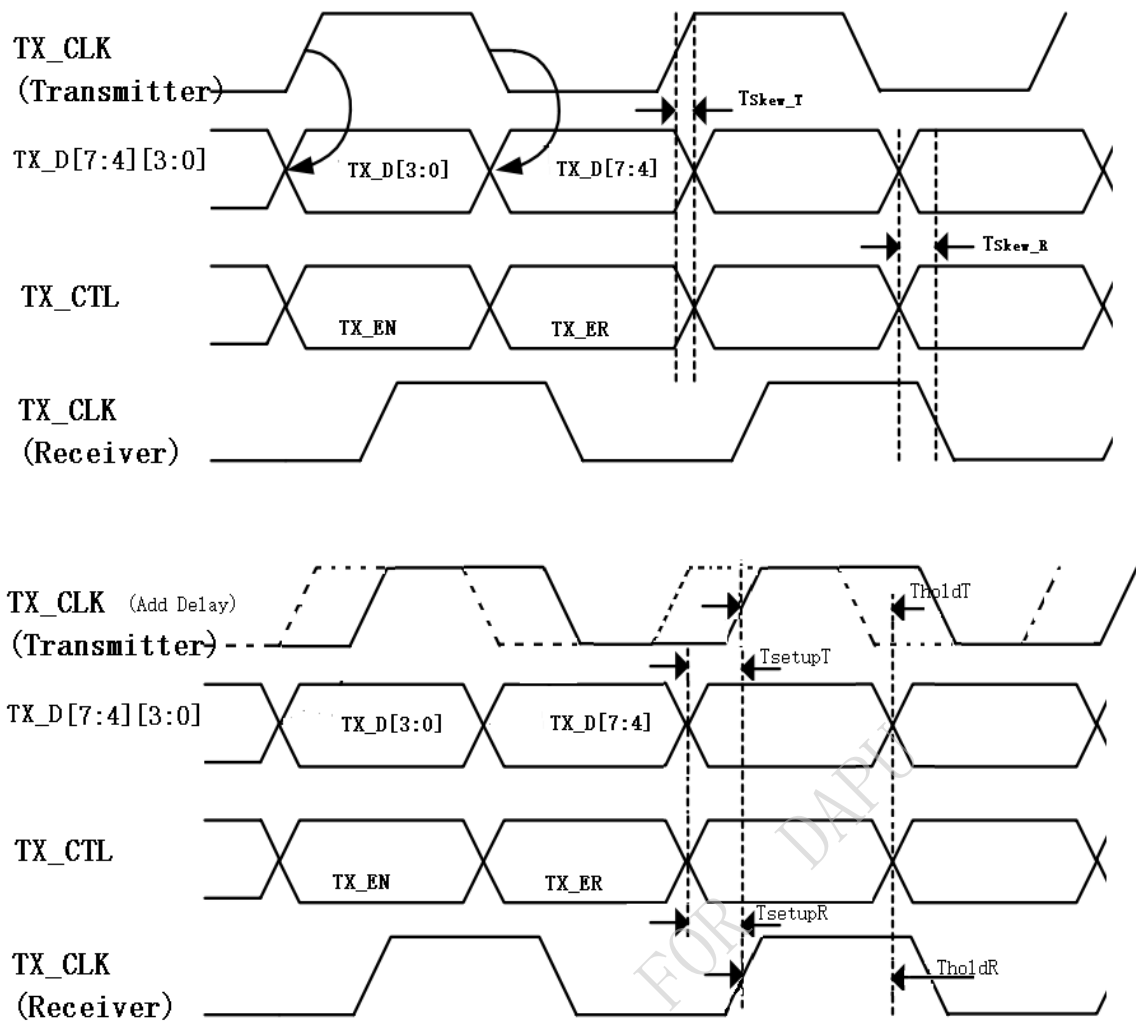 TX_CLK
(Transmitter)
Tskew_T
TX_D[7:4][3:0]
TX_D[3:0]
TX_D[7:4]
Tskew_R
TX_CTL
TX_EN
TX_ER
TX_CLK
(Receiver)
TX_CLK (Add Delay)
(Transmitter)
TholdT
TsetupT
TX_D[7:4][3:0]
TX_D[3:0]
TX_D[7:4]
TX_CTL
TX_EN
TX_ER
TsetupR
TX_CLK
(Receiver)
TholdR
FOR DAPU